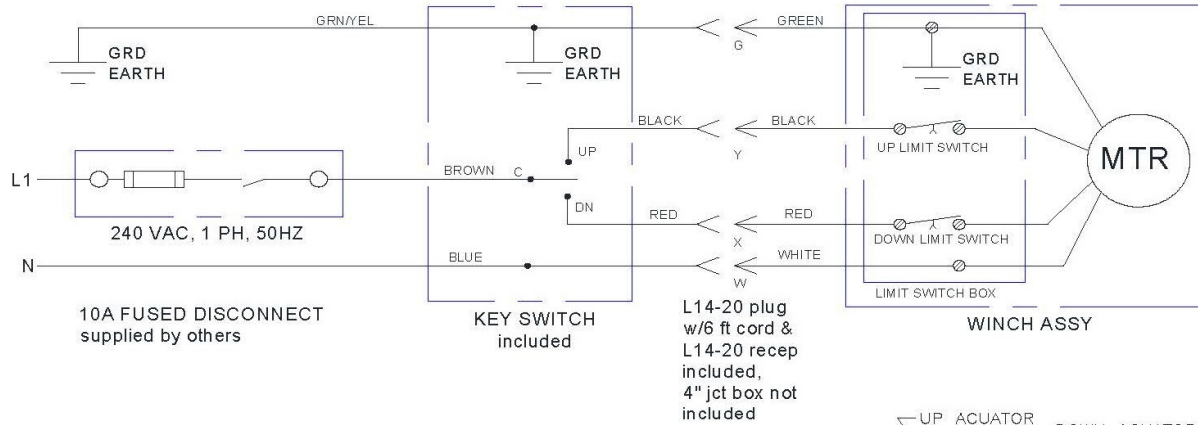 GRN/YEL
GREEN
GRD
EARTH
GRD
EARTH
G
GRD
EARTH
BLACK
BLACK
UP
Y
UP LIMIT SWITCH
MTR
L1
BROWN
C
DN
RED
RED
240 VAC, 1 PH, 50HZ
X
DOWN LIMIT SWITCH
N
BLUE
WHITE
W
LIMIT SWITCH BOX
10A FUSED DISCONNECT
supplied by others
KEY SWITCH
included
L14-20 plug
w/6 ft cord &
L14-20 recep
included,
4" jct box not
included
WINCH ASSY
UP ACUATOR